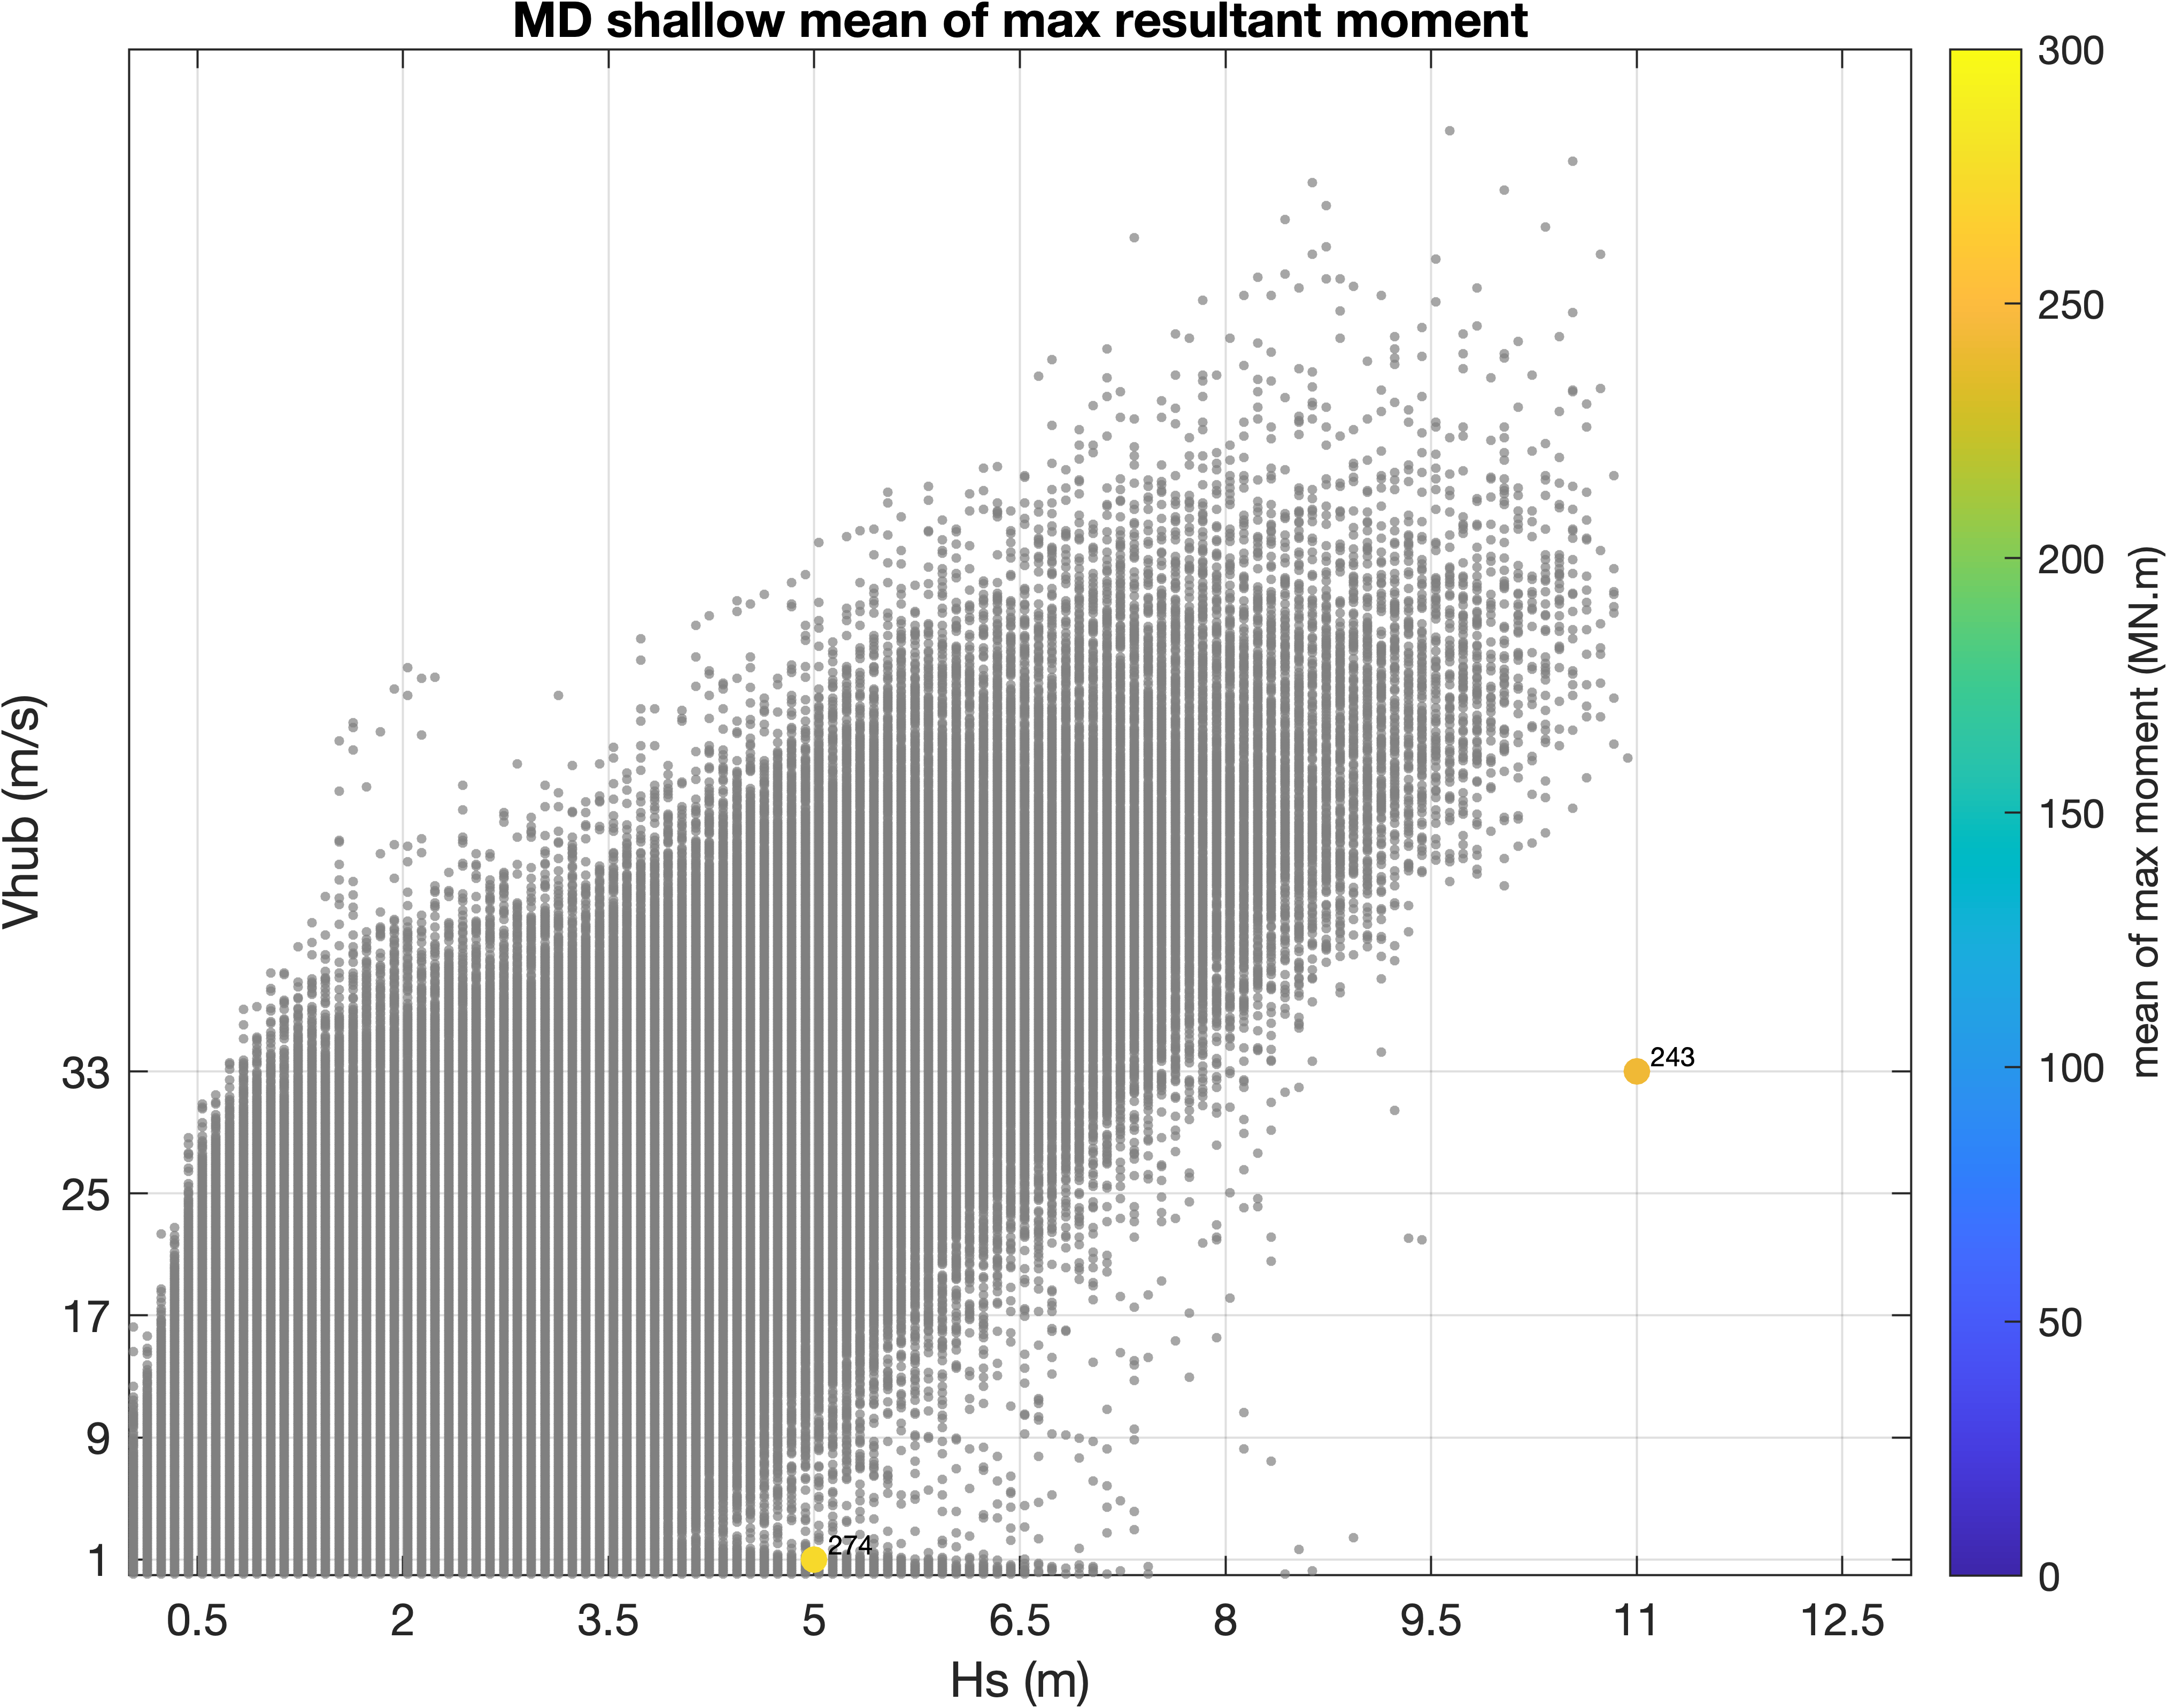 MD shallow mean of max resultant moment
Vhub (m/s)
33
25
17
9
1
243
274
0.5 2 3.5 5 6.5 8 9.5 11 12.5
Hs (m)
300
250
200
150
100
50
0
mean of max moment (MN.m)